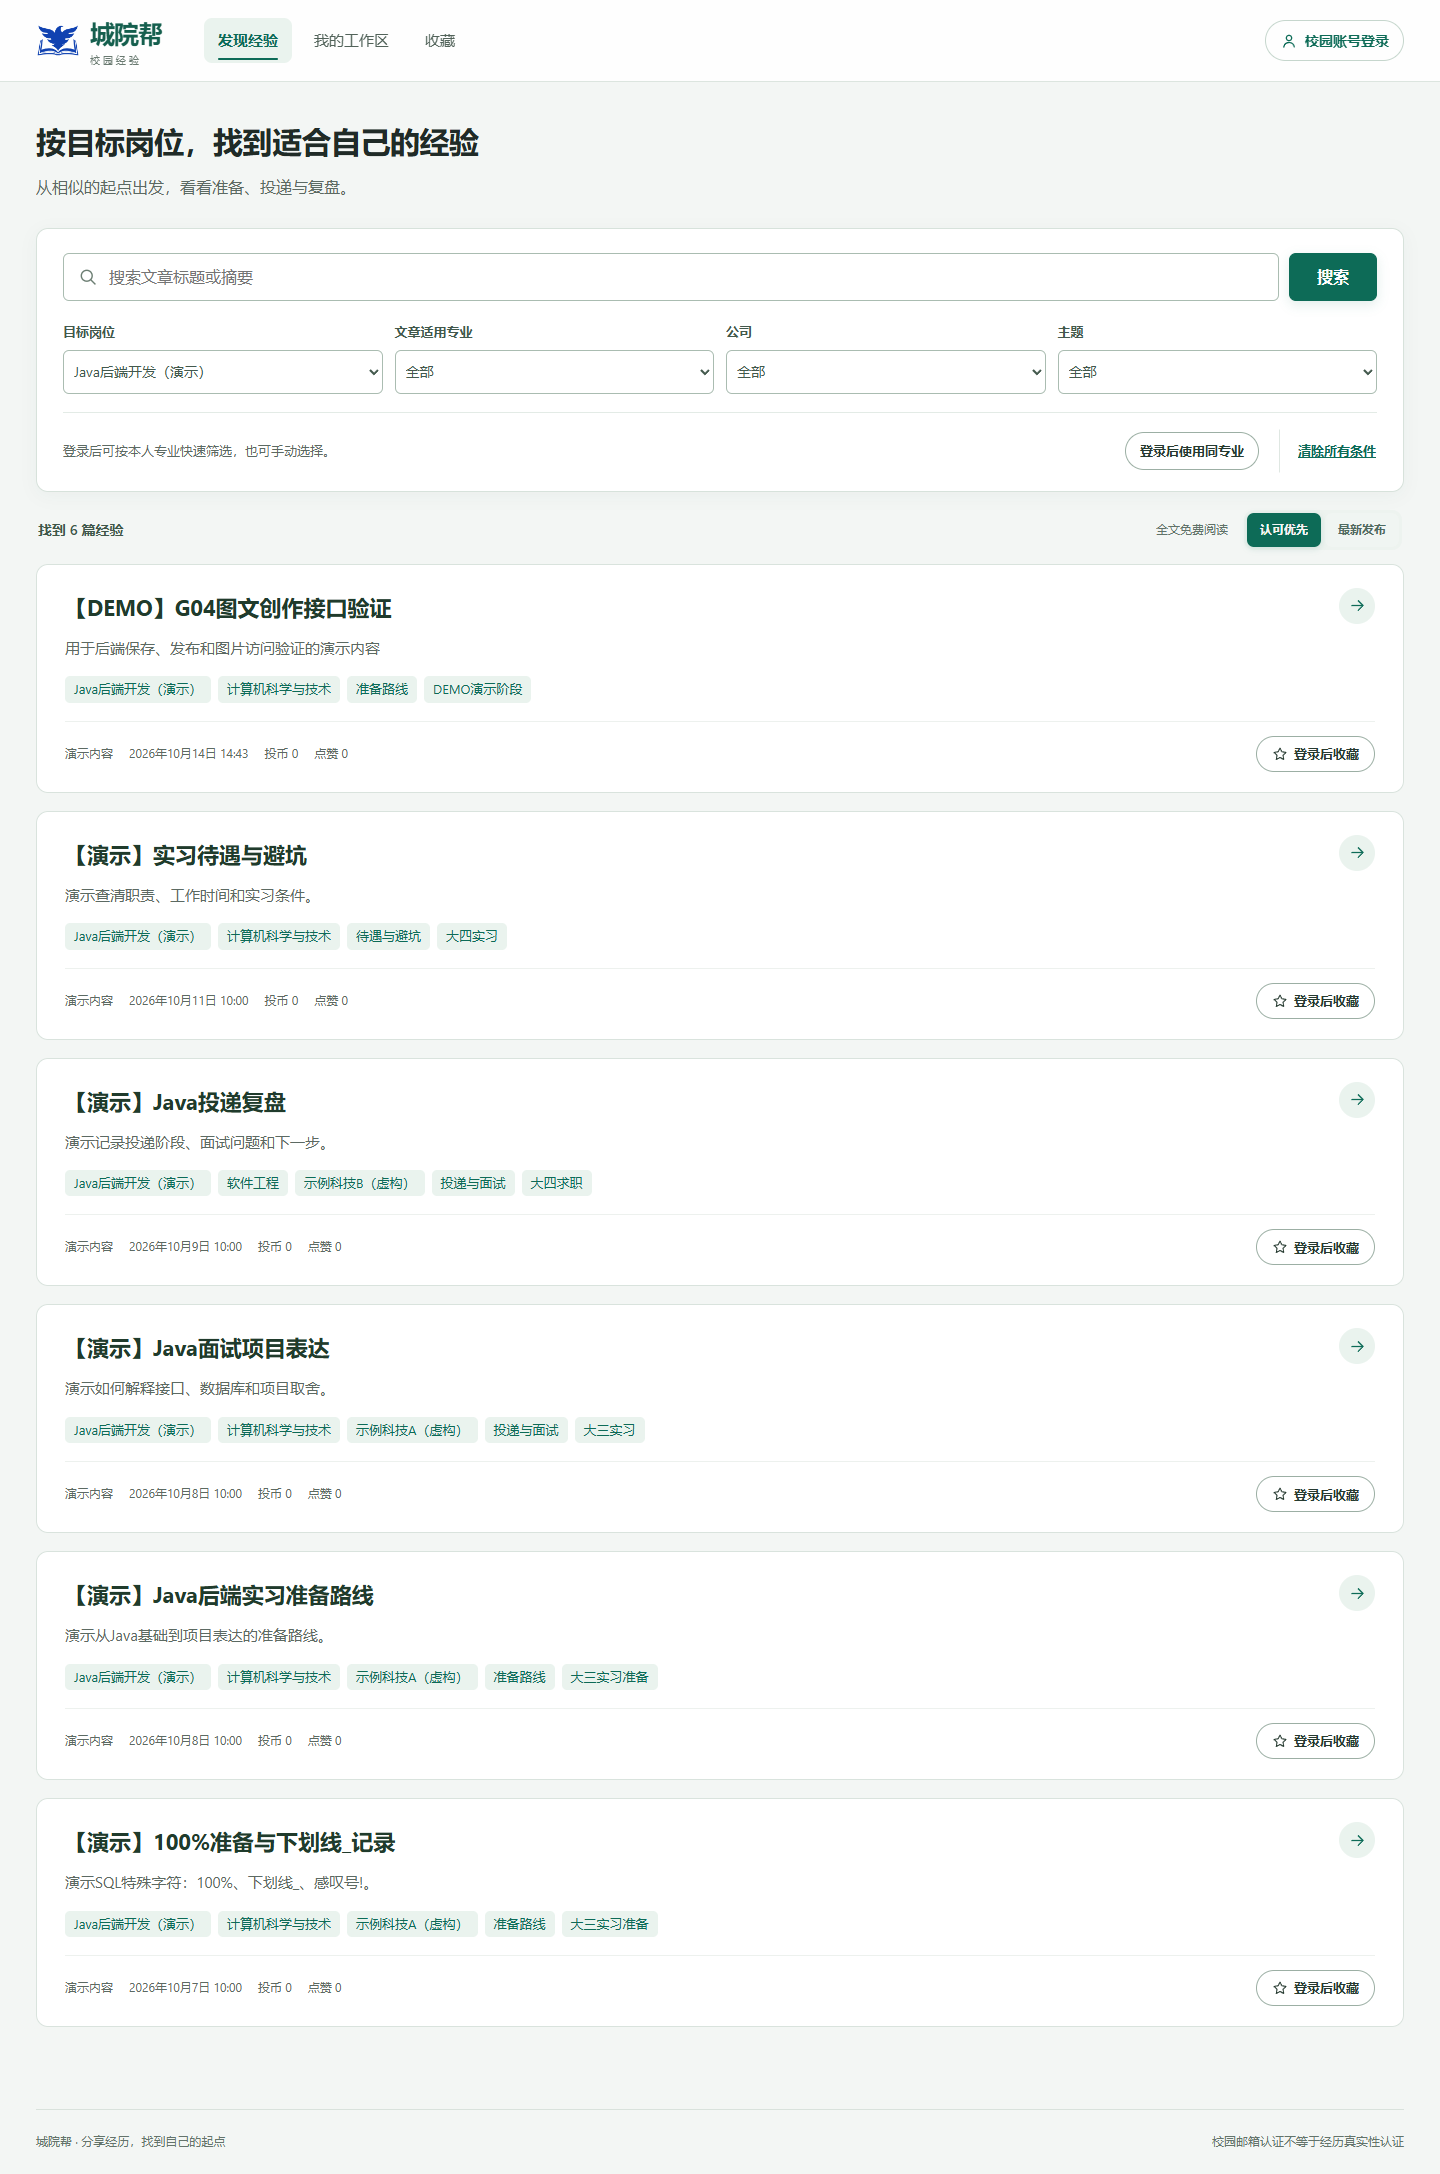 城院帮
校园经验
发现经验 我的工作区 收藏 校园账号登录
按目标岗位，找到适合自己的经验
从相似的起点出发，看看准备、投递与复盘。
搜索文章标题或摘要 搜索
目标岗位 文章适用专业 公司 主题
Java后端开发（演示） 全部 全部 全部
登录后可按本人专业快速筛选，也可手动选择。 登录后使用同专业 清除所有条件
找到 6 篇经验 全文免费阅读 认可优先 最新发布
【DEMO】G04图文创作接口验证
用于后端保存、发布和图片访问验证的演示内容
Java后端开发（演示） 计算机科学与技术 准备路线 DEMO演示阶段
演示内容 2026年10月14日 14:43 投币 0 点赞 0 登录后收藏
【演示】实习待遇与避坑
演示查清职责、工作时间和实习条件。
Java后端开发（演示） 计算机科学与技术 待遇与避坑 大四实习
演示内容 2026年10月11日 10:00 投币 0 点赞 0 登录后收藏
【演示】Java投递复盘
演示记录投递阶段、面试问题和下一步。
Java后端开发（演示） 软件工程 示例科技B（虚构） 投递与面试 大四求职
演示内容 2026年10月9日 10:00 投币 0 点赞 0 登录后收藏
【演示】Java面试项目表达
演示如何解释接口、数据库和项目取舍。
Java后端开发（演示） 计算机科学与技术 示例科技A（虚构） 投递与面试 大三实习
演示内容 2026年10月8日 10:00 投币 0 点赞 0 登录后收藏
【演示】Java后端实习准备路线
演示从Java基础到项目表达的准备路线。
Java后端开发（演示） 计算机科学与技术 示例科技A（虚构） 准备路线 大三实习准备
演示内容 2026年10月8日 10:00 投币 0 点赞 0 登录后收藏
【演示】100%准备与下划线_记录
演示SQL特殊字符：100%、下划线_、感叹号!。
Java后端开发（演示） 计算机科学与技术 示例科技A（虚构） 准备路线 大三实习准备
演示内容 2026年10月7日 10:00 投币 0 点赞 0 登录后收藏
城院帮 · 分享经历，找到自己的起点 校园邮箱认证不等于经历真实性认证